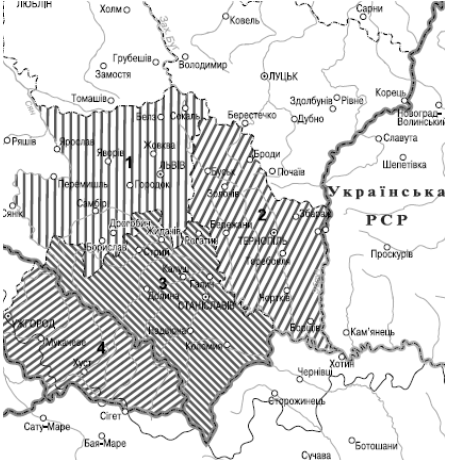 ЛЮБЛІН
Холм
Ковель
Сарни
Грубешів
Володимир
Замостя
ЛУЦЬК
Томашів
Здолбунів
Рівне
Корець
Новоград-
Волинський
Белз
Сокаль
Берестечко
Дубно
Ряшів
Ярослав
Яворів
Жовква
Броди
Славута
ЛЬВІВ
Шепетівка
1
Буськ
Почаїв
Перемишль
Городок
Золочів
Українська
РСР
Сянік
Самбір
2
Збараж
Дрогобич
Жидачів
Рогатин
Бережани
ТЕРНОПІЛЬ
Борислав
Стрий
Теребовля
Проскурів
Калуш
3
Галич
Долина
СТАНІСЛАВІВ
Чортків
УЖГОРОД
Надвірна
Борщів
Кам'янець
Мукачево
4
Коломия
Хуст
Хотин
Чернівці
Сігет
Сторожинець
Сату-Маре
Бая-Маре
Сучава
Ботошани